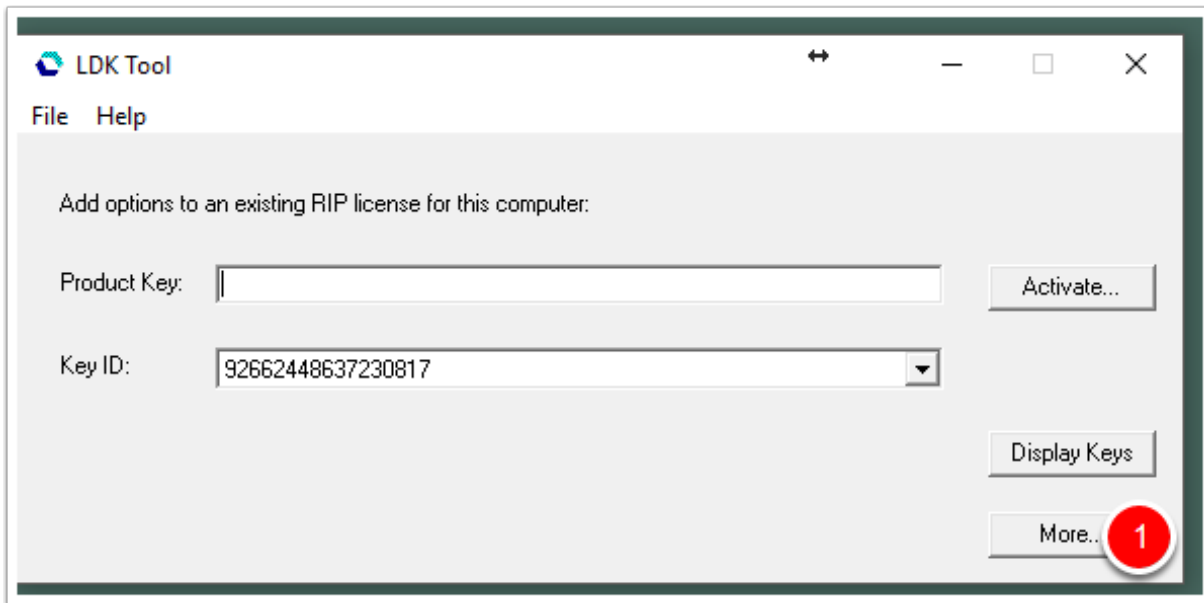 LDK Tool
File Help
Add options to an existing RIP license for this computer:
Product Key:
Activate...
Key ID: 92662448637230817
Display Keys
More.. 1